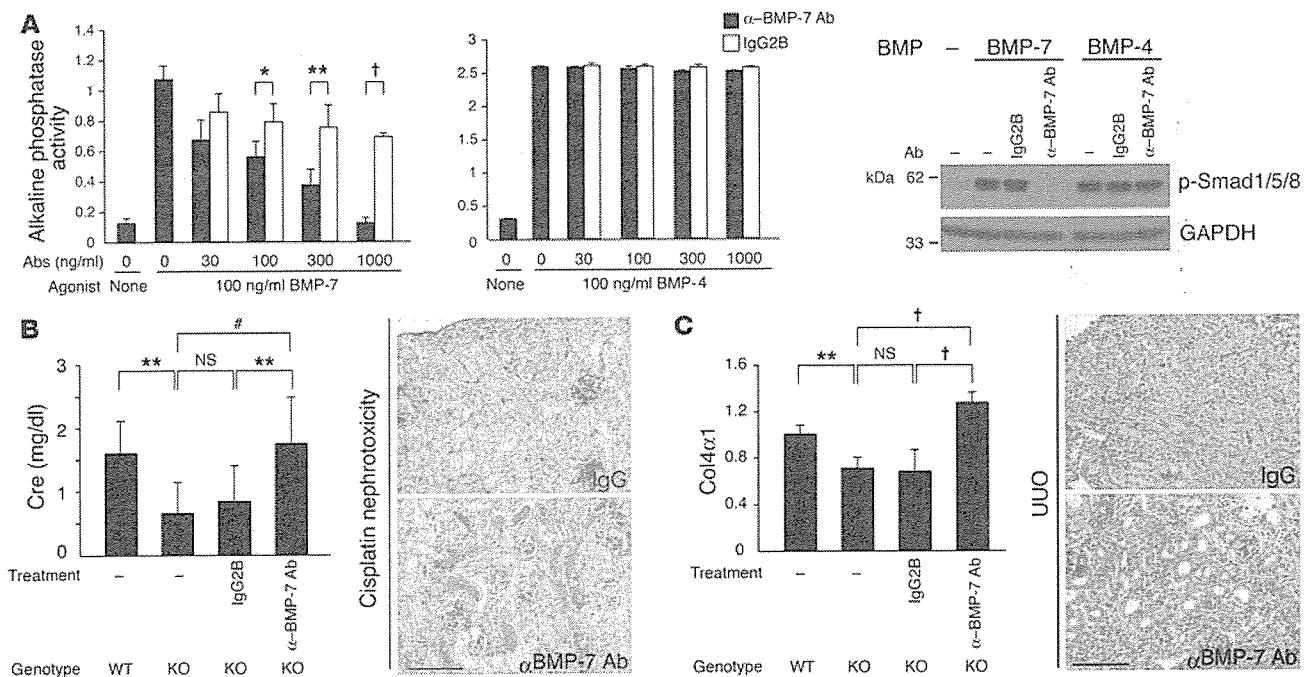 A
α-BMP-7 Ab
IgG2B
Alkaline phosphatase activity
1.4
1.2
1
0.8
0.6
0.4
0.2
0
* ** †
Abs (ng/ml) 0 0 30 100 300 1000
Agonist None 100 ng/ml BMP-7
3
2.5
2
1.5
1
0.5
0
0 0 30 100 300 1000
None 100 ng/ml BMP-4
BMP – BMP-7 BMP-4
Ab – – IgG2B α-BMP-7 Ab – IgG2B α-BMP-7 Ab
kDa
62 p-Smad1/5/8
33 GAPDH
B
#
** NS **
Cre (mg/dl)
3
2
1
0
Treatment – – IgG2B α-BMP-7 Ab
Genotype WT KO KO KO
Cisplatin nephrotoxicity
IgG
αBMP-7 Ab
C
†
** NS †
Col4α1
1.6
1.2
0.8
0.4
0
Treatment – – IgG2B α-BMP-7 Ab
Genotype WT KO KO KO
UUO
IgG
αBMP-7 Ab